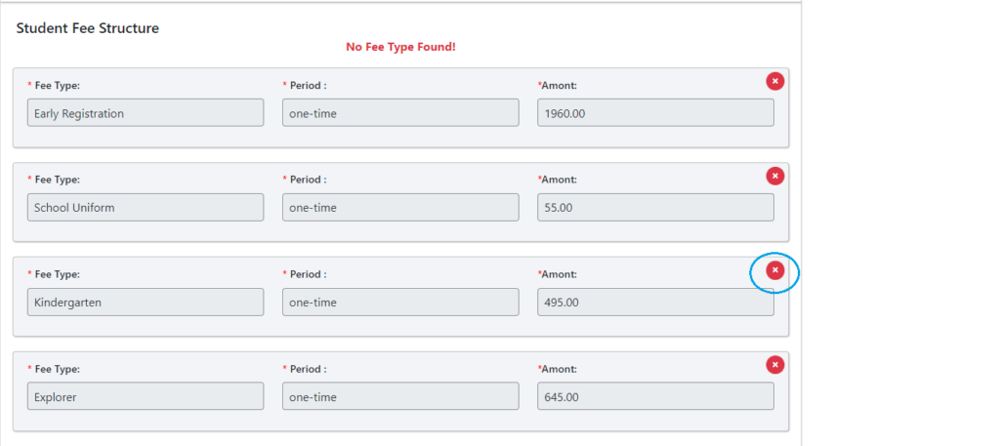 Student Fee Structure
No Fee Type Found!
* Fee Type: * Period : *Amont:
Early Registration one-time 1960.00
* Fee Type: * Period : *Amont:
School Uniform one-time 55.00
* Fee Type: * Period : *Amont:
Kindergarten one-time 495.00
* Fee Type: * Period : *Amont:
Explorer one-time 645.00